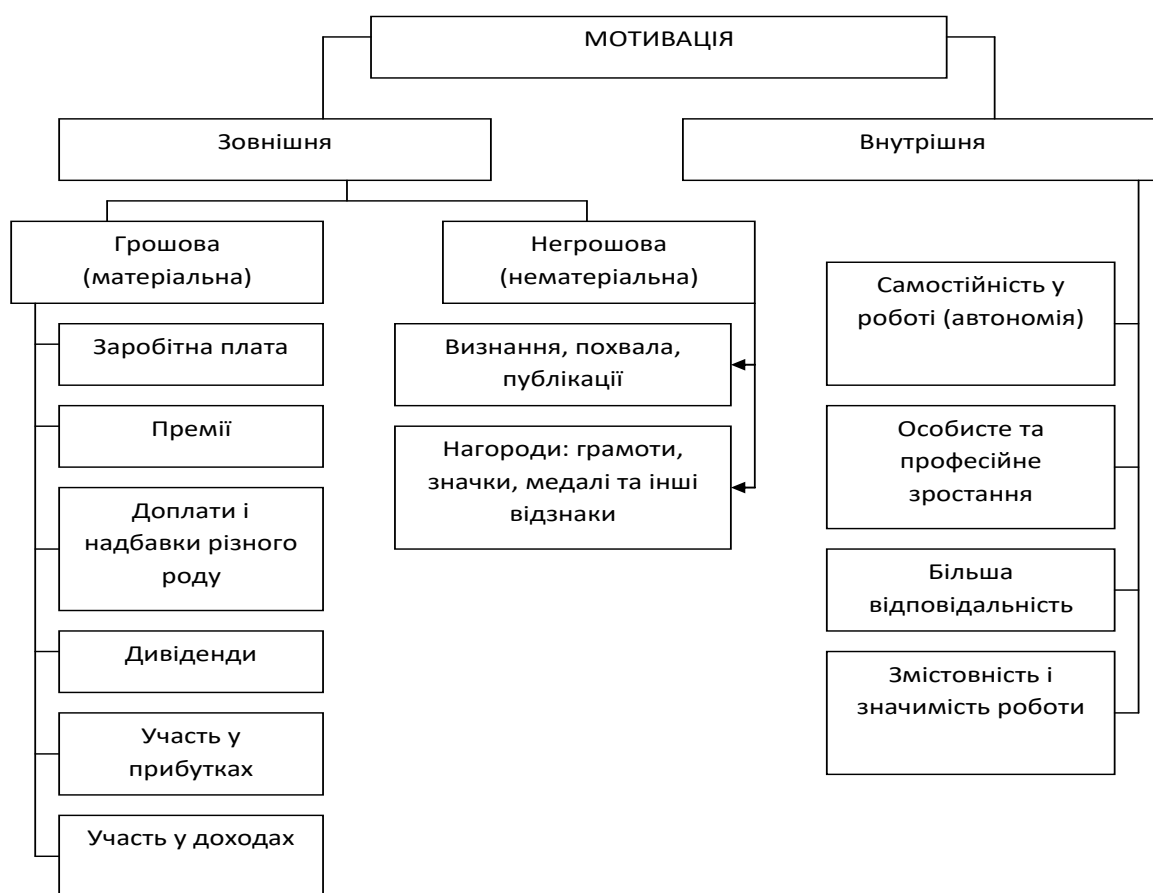 МОТИВАЦІЯ
Зовнішня
Внутрішня
Грошова
(матеріальна)
Негрошова
(нематеріальна)
Заробітна плата
Премії
Доплати і
надбавки різного
роду
Дивіденди
Участь у
прибутках
Участь у доходах
Визнання, похвала,
публікації
Нагороди: грамоти,
значки, медалі та інші
відзнаки
Самостійність у
роботі (автономія)
Особисте та
професійне
зростання
Більша
відповідальність
Змістовність і
значимість роботи